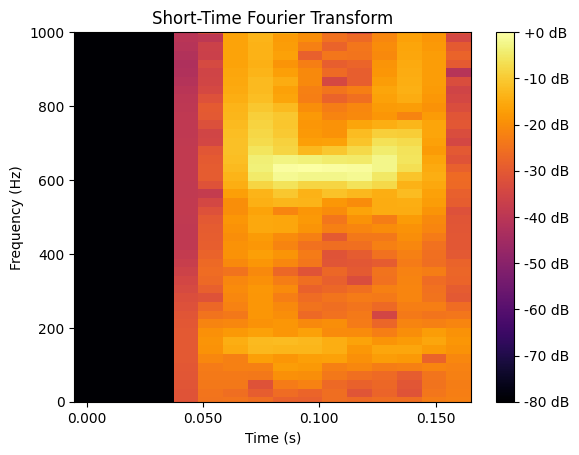 Short-Time Fourier Transform
1000
800
600
400
200
0
Frequency (Hz)
0.000
0.050
0.100
0.150
Time (s)
+0 dB
-10 dB
-20 dB
-30 dB
-40 dB
-50 dB
-60 dB
-70 dB
-80 dB